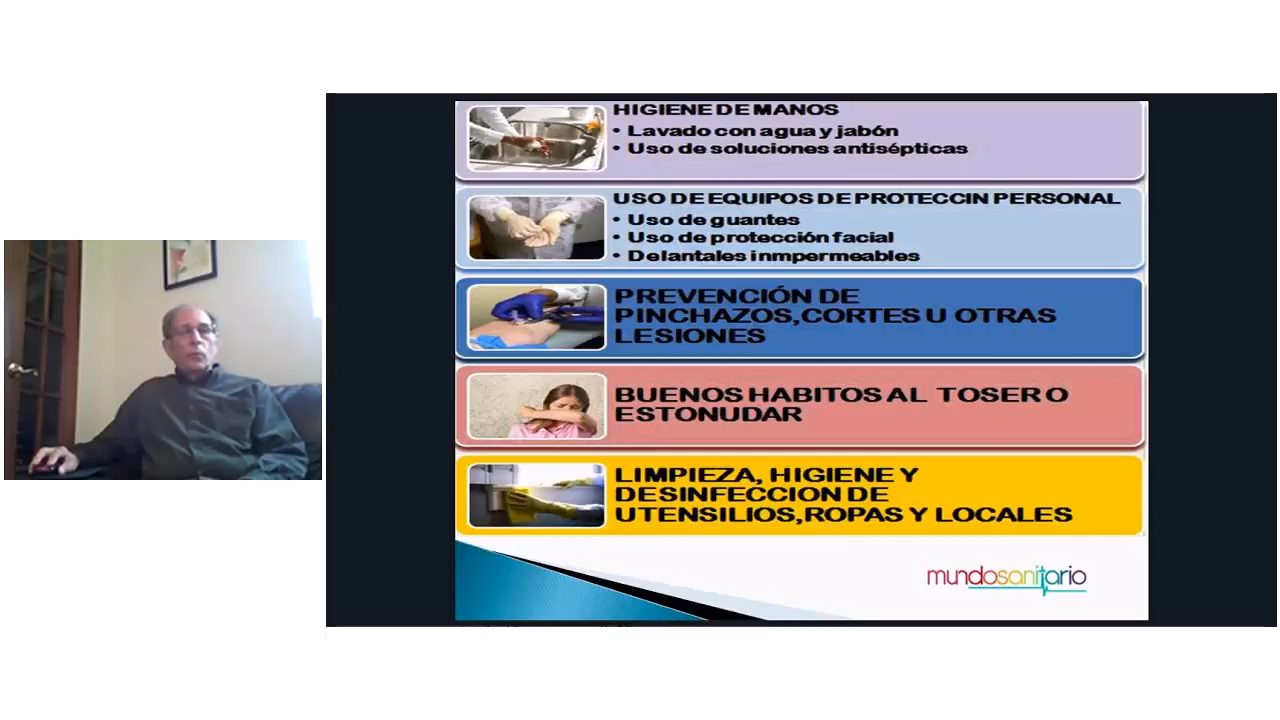 HIGIENE DE MANOS
• Lavado con agua y jabón
• Uso de soluciones antisépticas
USO DE EQUIPOS DE PROTECCIN PERSONAL
• Uso de guantes
• Uso de protección facial
• Delantales inmpermeables
PREVENCIÓN DE
PINCHAZOS,CORTES U OTRAS
LESIONES
BUENOS HABITOS AL TOSER O
ESTONUDAR
LIMPIEZA, HIGIENE Y
DESINFECCION DE
UTENSILIOS,ROPAS Y LOCALES
mundosanitario